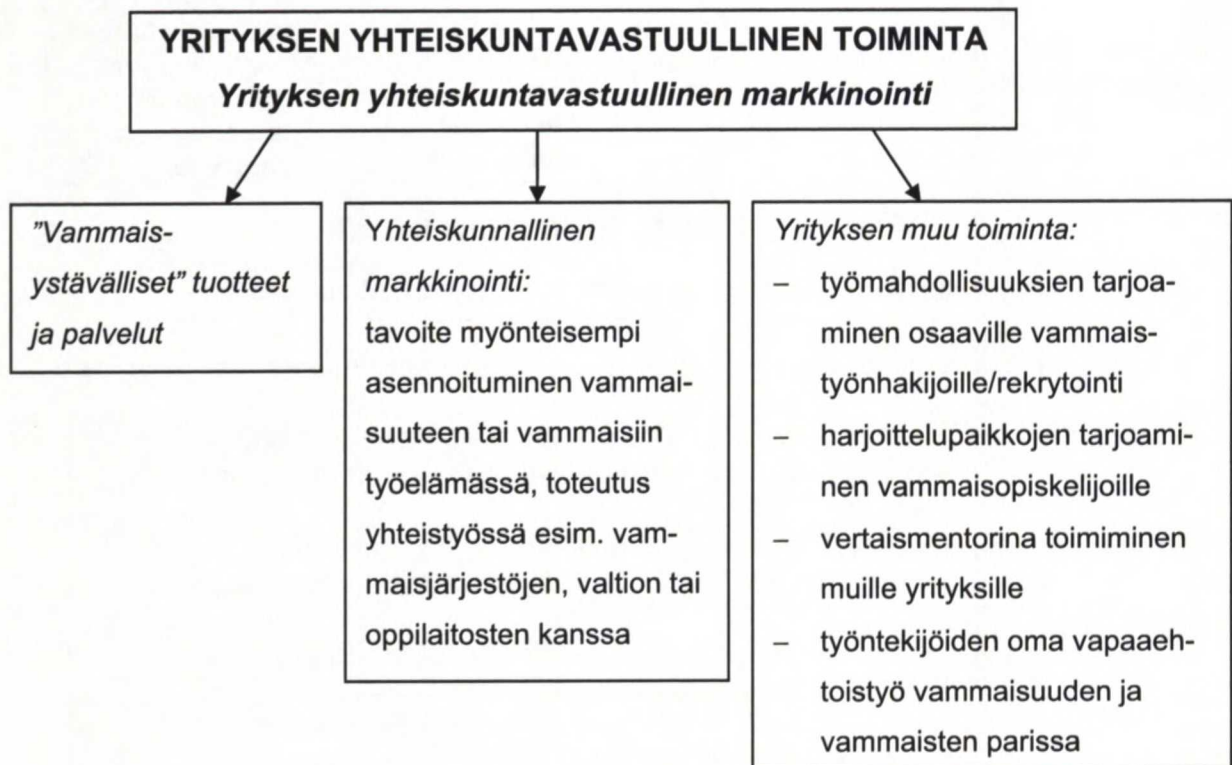 YRITYKSEN YHTEISKUNTAVASTUULLINEN TOIMINTA
Yrityksen yhteiskuntavastuullinen markkinointi
”Vammais-
ystävälliset” tuotteet
ja palvelut
Yhteiskunnallinen
markkinointi:
tavoite myönteisempi
asennoituminen vammai-
suuteen tai vammaisiin
työelämässä, toteutus
yhteistyössä esim. vam-
maisjärjestöjen, valtion tai
oppilaitosten kanssa
Yrityksen muu toiminta:
– työmahdollisuuksien tarjoa-
minen osaaville vammais-
työnhakijoille/rekrytointi
– harjoittelupaikkojen tarjoami-
nen vammaisopiskelijoille
– vertaismentorina toimiminen
muille yrityksille
– työntekijöiden oma vapaaeh-
toistyö vammaisuuden ja
vammaisten parissa